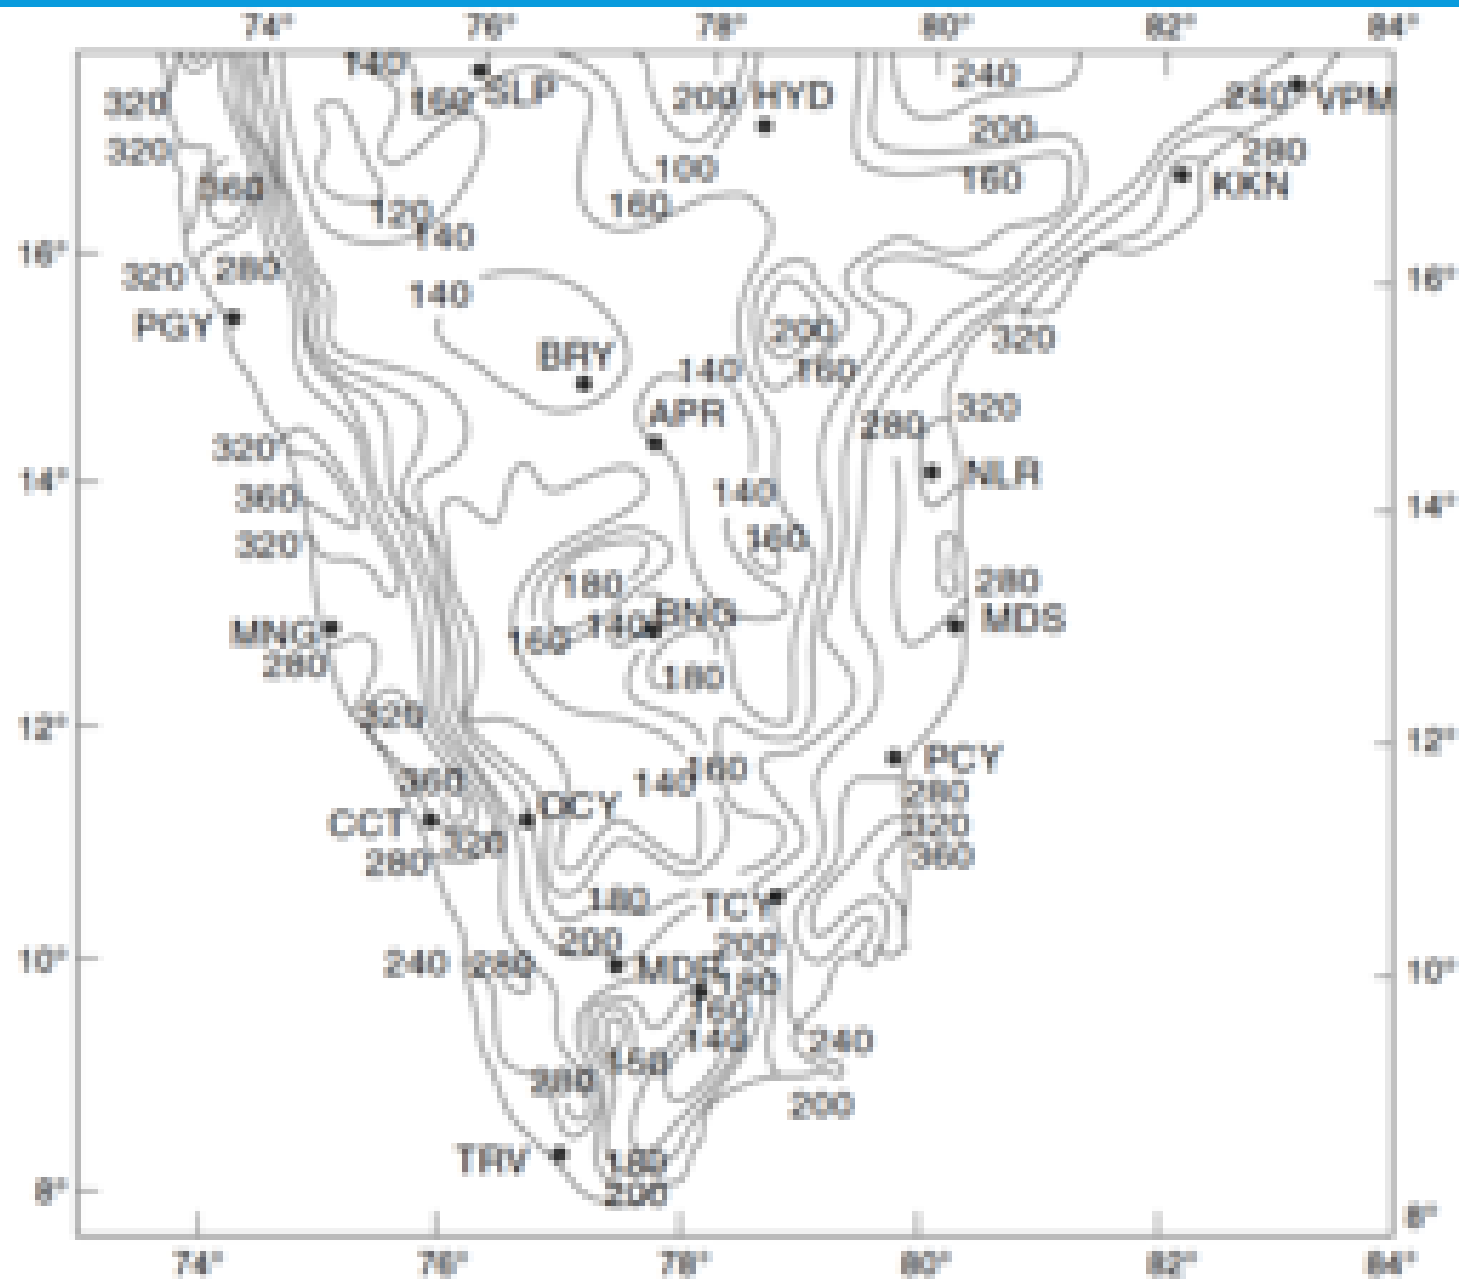 74° 76° 78° 80° 82° 84°
140 SLP 200 HYD 240 240 VPM
320 160
320 200 280
360 100 160 KKN
120 160
140
16° 320 280 16°
140
PGY 200 320
BRY 140 160
APR 280 320
320
14° 360 140 NLR 14°
320 160
180 280
MNG 160 140 BNG MDS
280 180
12° 320 12°
360 140 160 PCY
CCT OCY 280
320 320
280 360
180 TCY
200 200
10° 240 280 MDR 180 10°
160
150 140 240
280
200
TRV 180
8° 200 8°
74° 76° 78° 80° 82° 84°